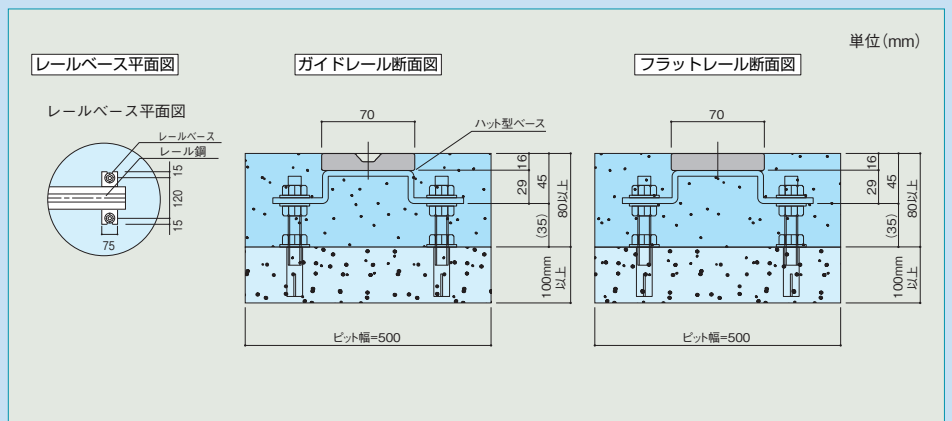 単位(mm)
レールベース平面図
ガイドレール断面図
フラットレール断面図
レールベース平面図
レールベース
レール鋼
15
120
15
75
70
ハット型ベース
16
29
45
(35)
80以上
100mm
以上
ピット幅=500
70
16
29
45
(35)
80以上
100mm
以上
ピット幅=500